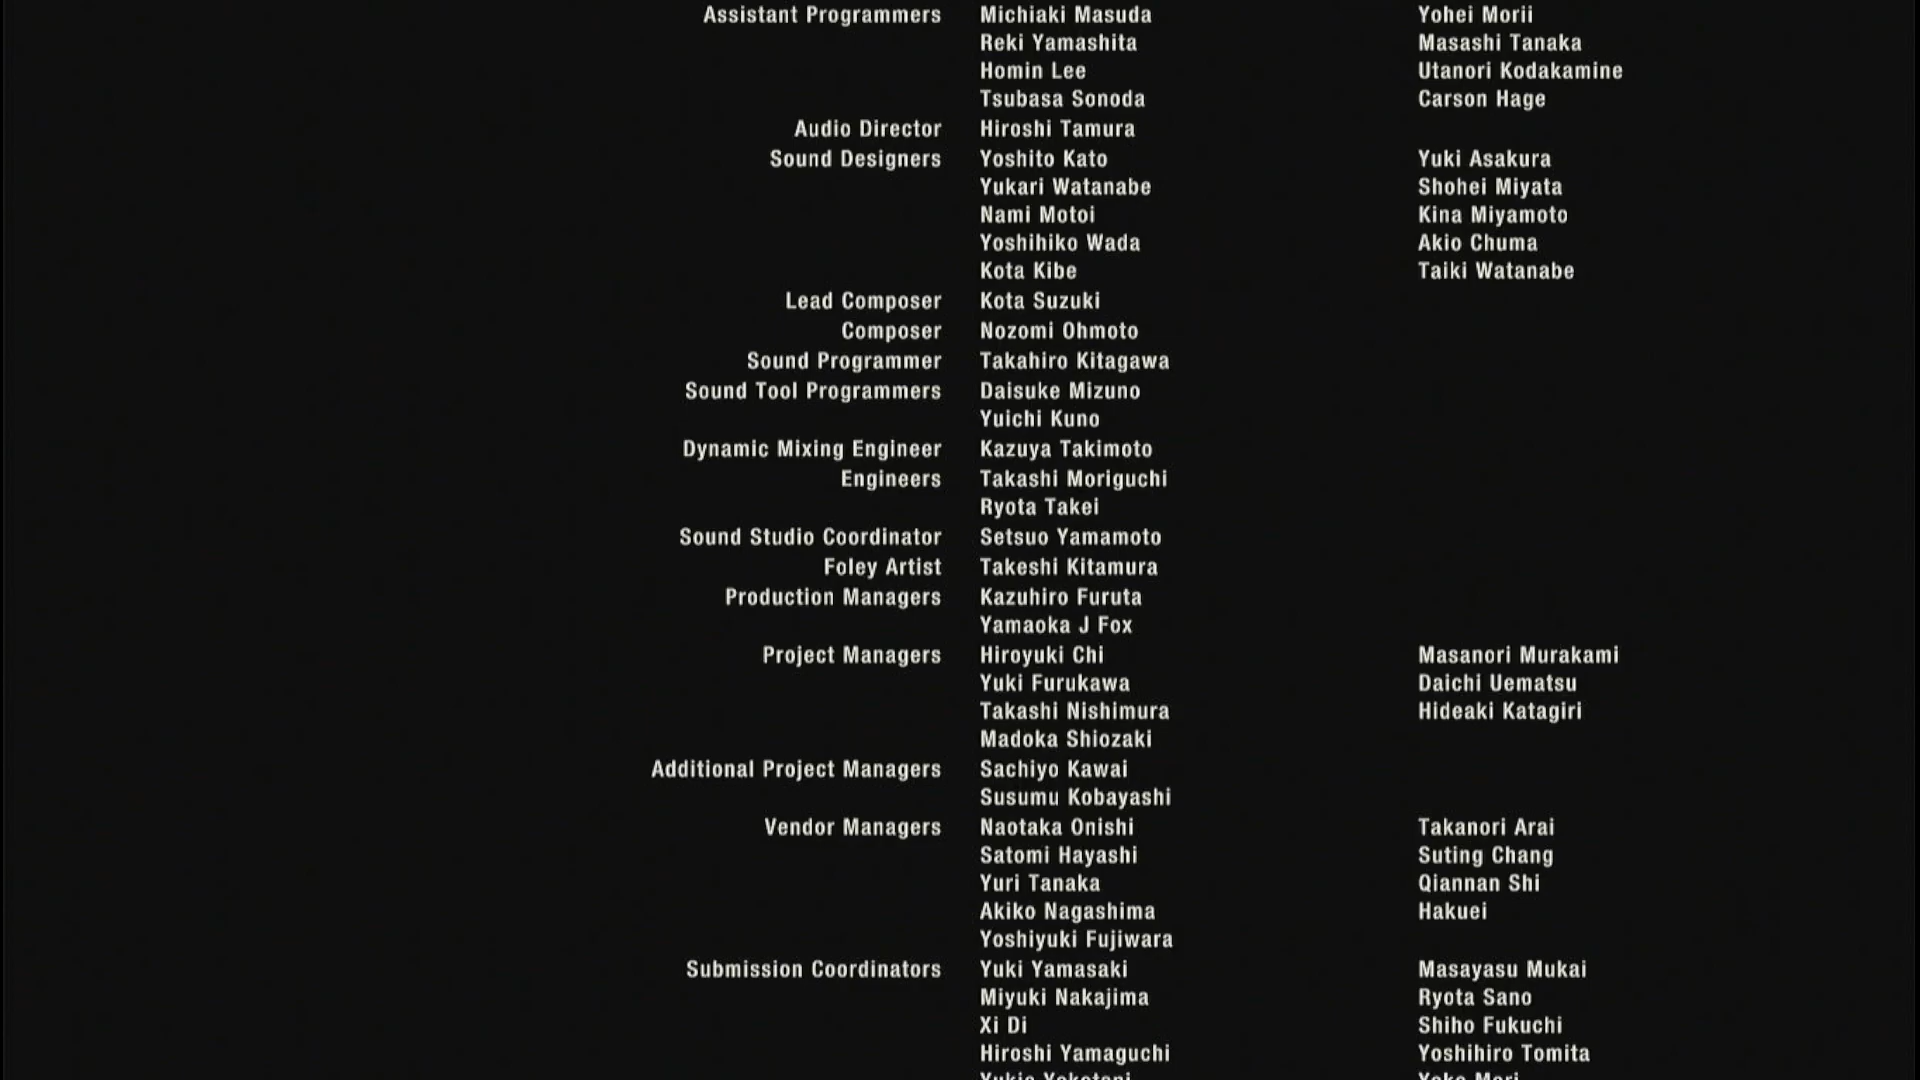 Assistant Programmers Michiaki Masuda Yohei Morii
Reki Yamashita Masashi Tanaka
Homin Lee Utanori Kodakamine
Tsubasa Sonoda Carson Hage
Audio Director Hiroshi Tamura
Sound Designers Yoshito Kato Yuki Asakura
Yukari Watanabe Shohei Miyata
Nami Motoi Kina Miyamoto
Yoshihiko Wada Akio Chuma
Kota Kibe Taiki Watanabe
Lead Composer Kota Suzuki
Composer Nozomi Ohmoto
Sound Programmer Takahiro Kitagawa
Sound Tool Programmers Daisuke Mizuno
Yuichi Kuno
Dynamic Mixing Engineer Kazuya Takimoto
Engineers Takashi Moriguchi
Ryota Takei
Sound Studio Coordinator Setsuo Yamamoto
Foley Artist Takeshi Kitamura
Production Managers Kazuhiro Furuta
Yamaoka J Fox
Project Managers Hiroyuki Chi Masanori Murakami
Yuki Furukawa Daichi Uematsu
Takashi Nishimura Hideaki Katagiri
Madoka Shiozaki
Additional Project Managers Sachiyo Kawai
Susumu Kobayashi
Vendor Managers Naotaka Onishi Takanori Arai
Satomi Hayashi Suting Chang
Yuri Tanaka Qiannan Shi
Akiko Nagashima Hakuei
Yoshiyuki Fujiwara
Submission Coordinators Yuki Yamasaki Masayasu Mukai
Miyuki Nakajima Ryota Sano
Xi Di Shiho Fukuchi
Hiroshi Yamaguchi Yoshihiro Tomita